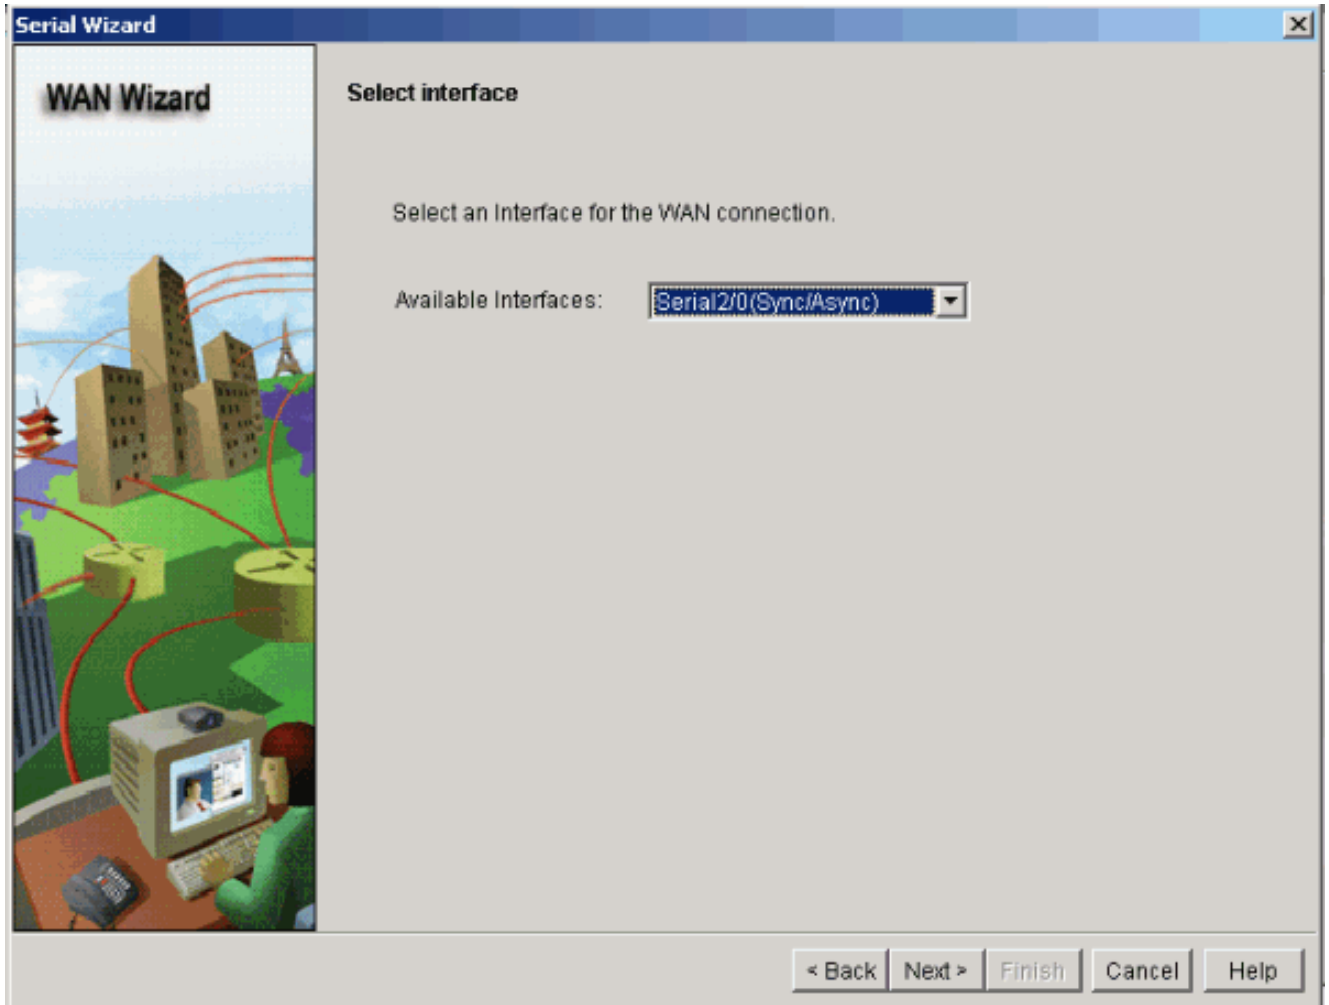 Serial Wizard
WAN Wizard
Select interface
Select an Interface for the WAN connection.
Available Interfaces: Serial2/0(Sync/Async)
< Back Next > Finish Cancel Help